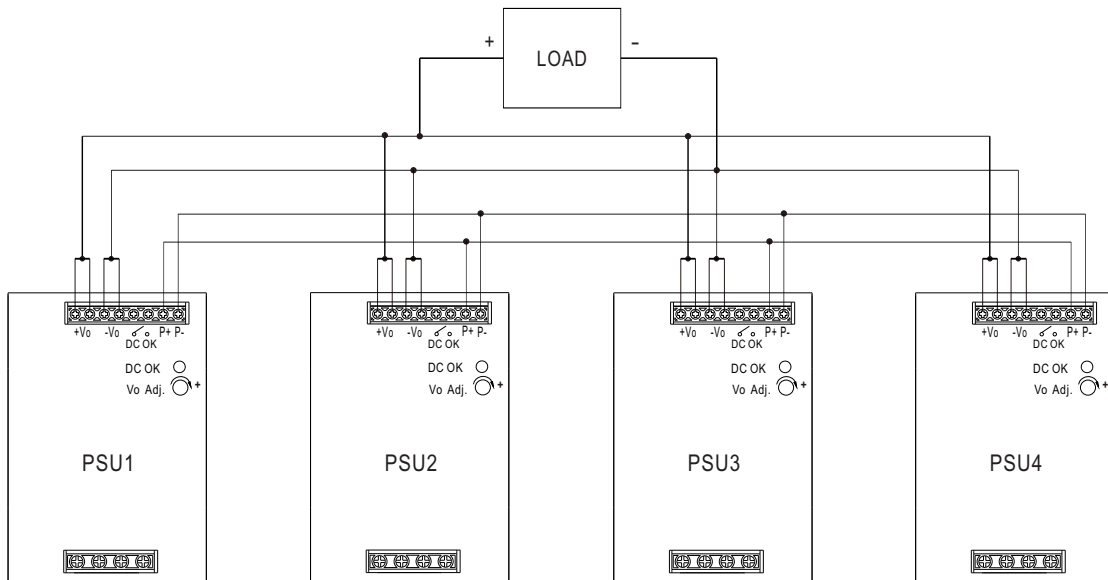 + LOAD -
+Vo -Vo P+ P- +Vo -Vo P+ P- +Vo -Vo P+ P- +Vo -Vo P+ P-
DC OK DC OK DC OK DC OK
DC OK DC OK DC OK DC OK
Vo Adj. + Vo Adj. + Vo Adj. + Vo Adj. +
PSU1 PSU2 PSU3 PSU4